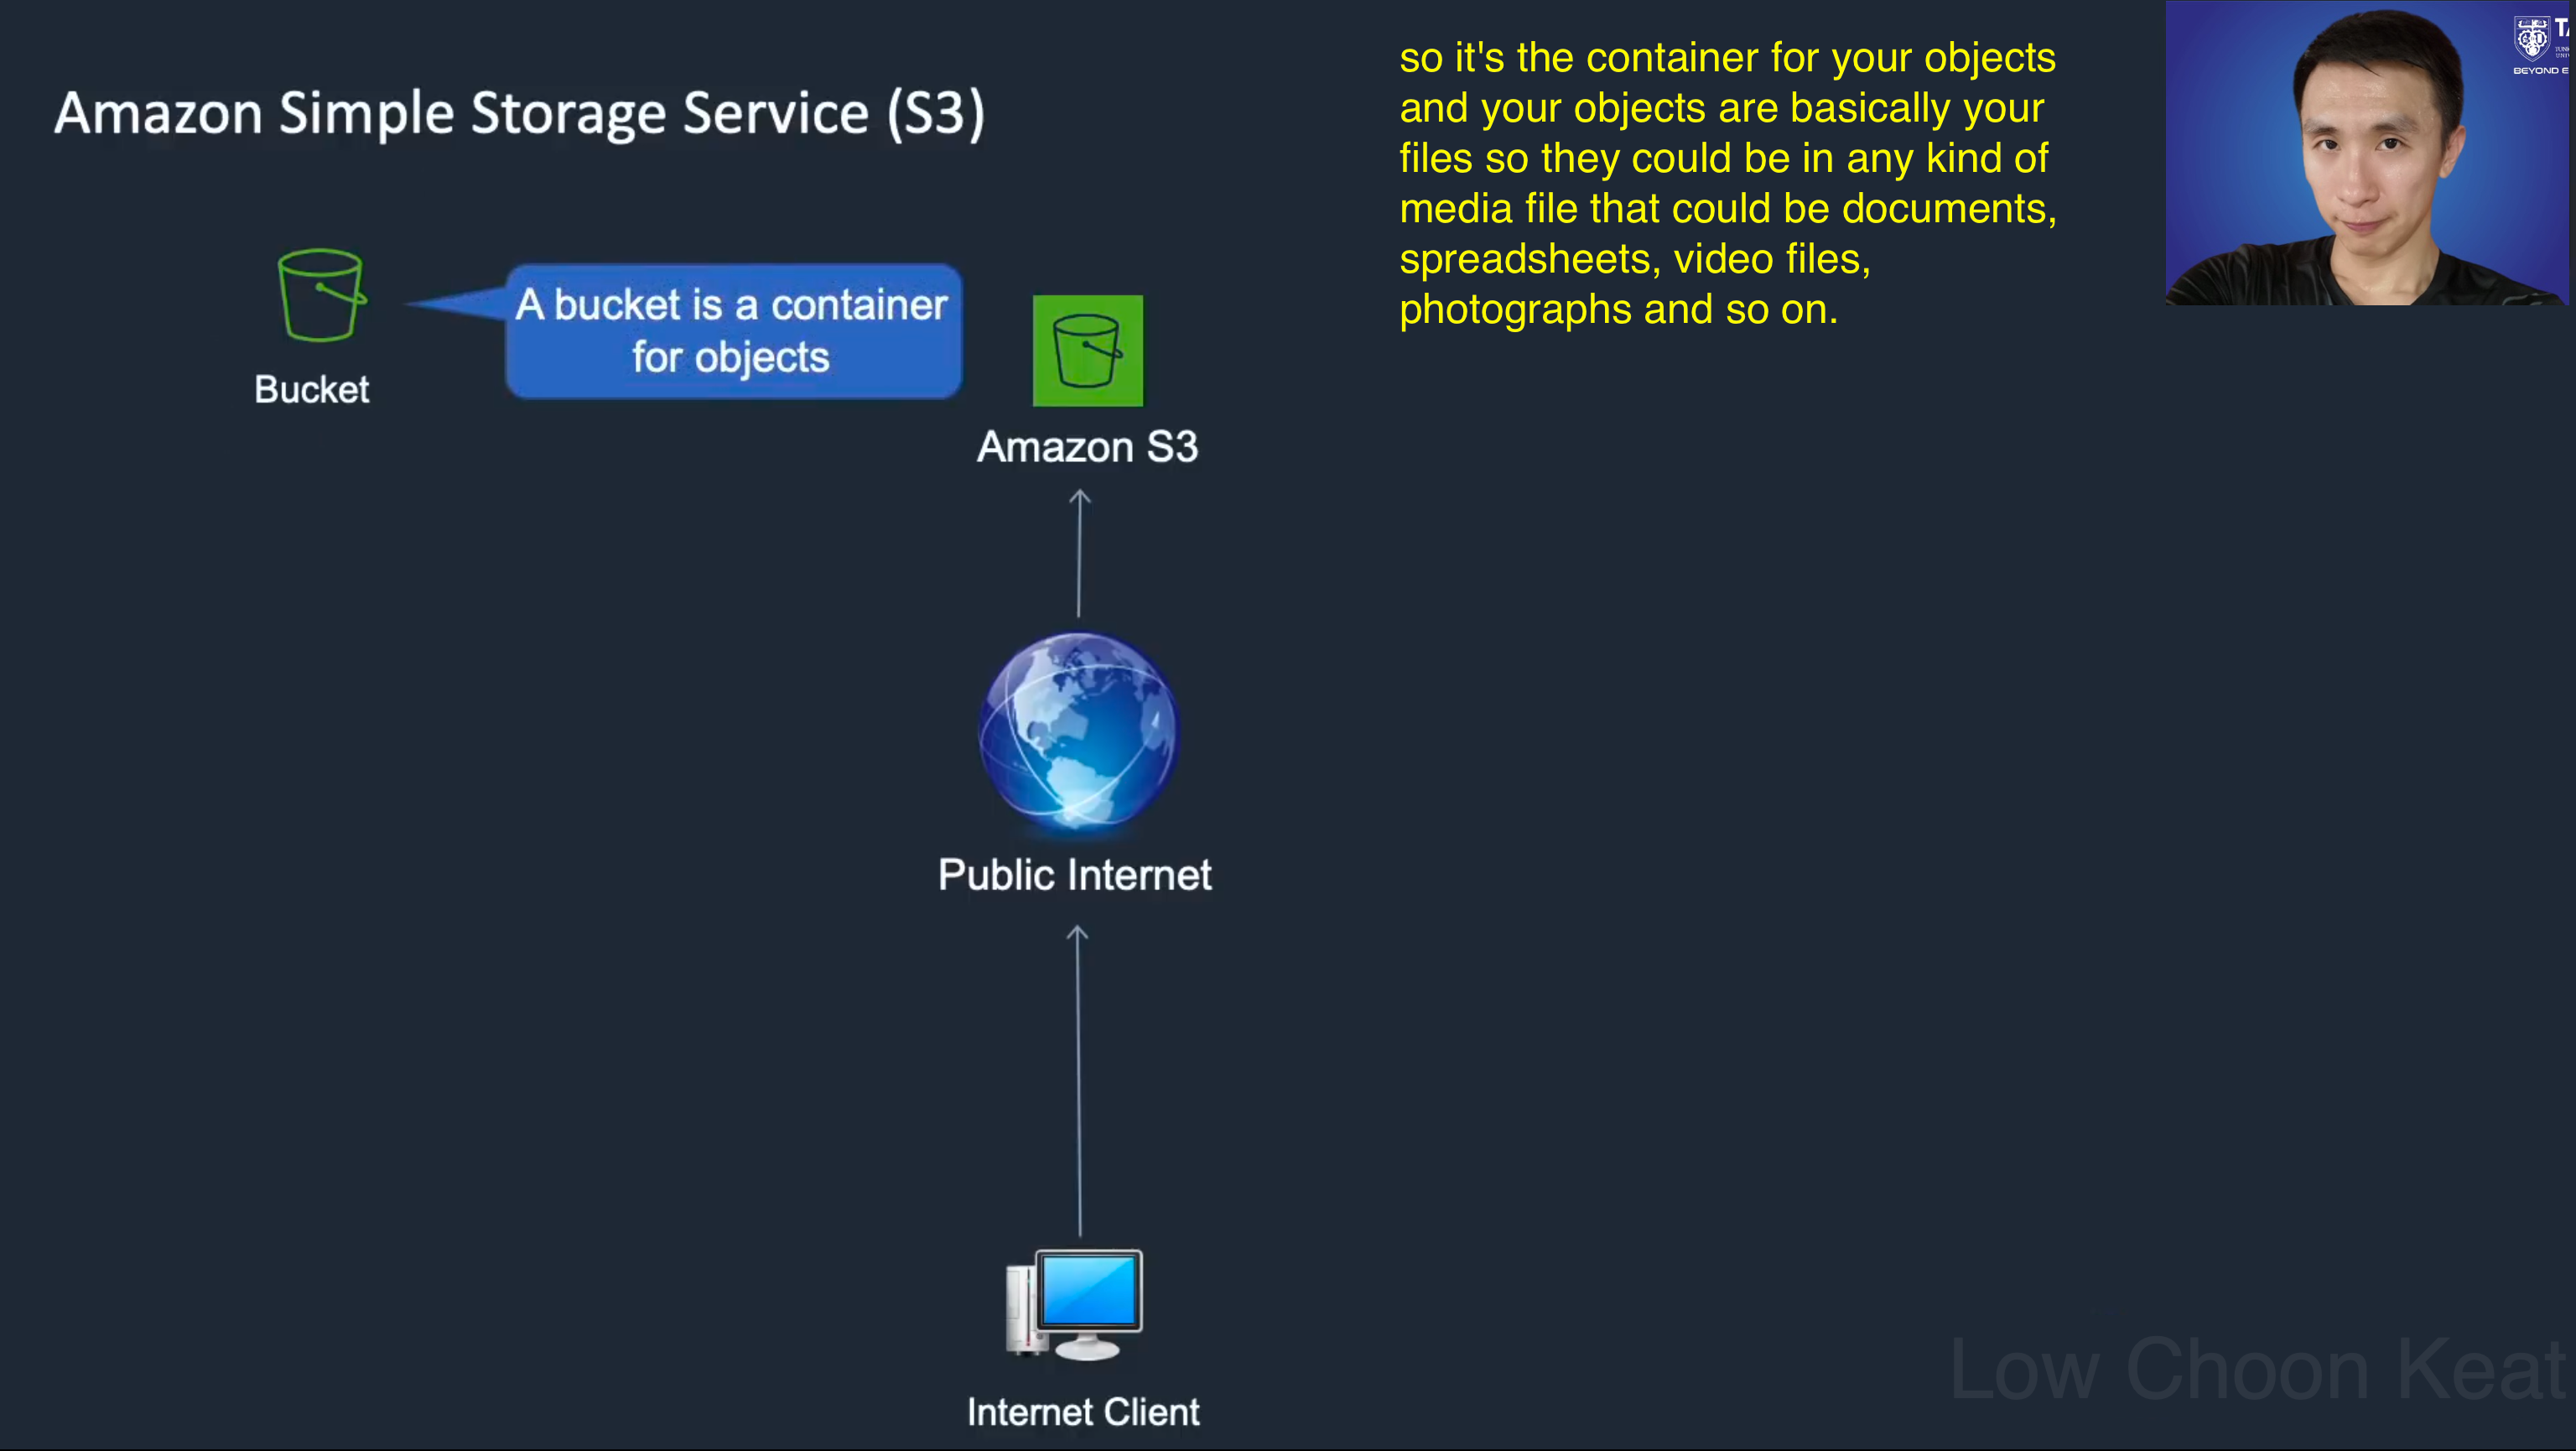 Amazon Simple Storage Service (S3)
so it's the container for your objects
and your objects are basically your
files so they could be in any kind of
media file that could be documents,
spreadsheets, video files,
photographs and so on.
BEYOND E
A bucket is a container
for objects
Bucket
Amazon S3
Public Internet
Internet Client
Low Choon Keat